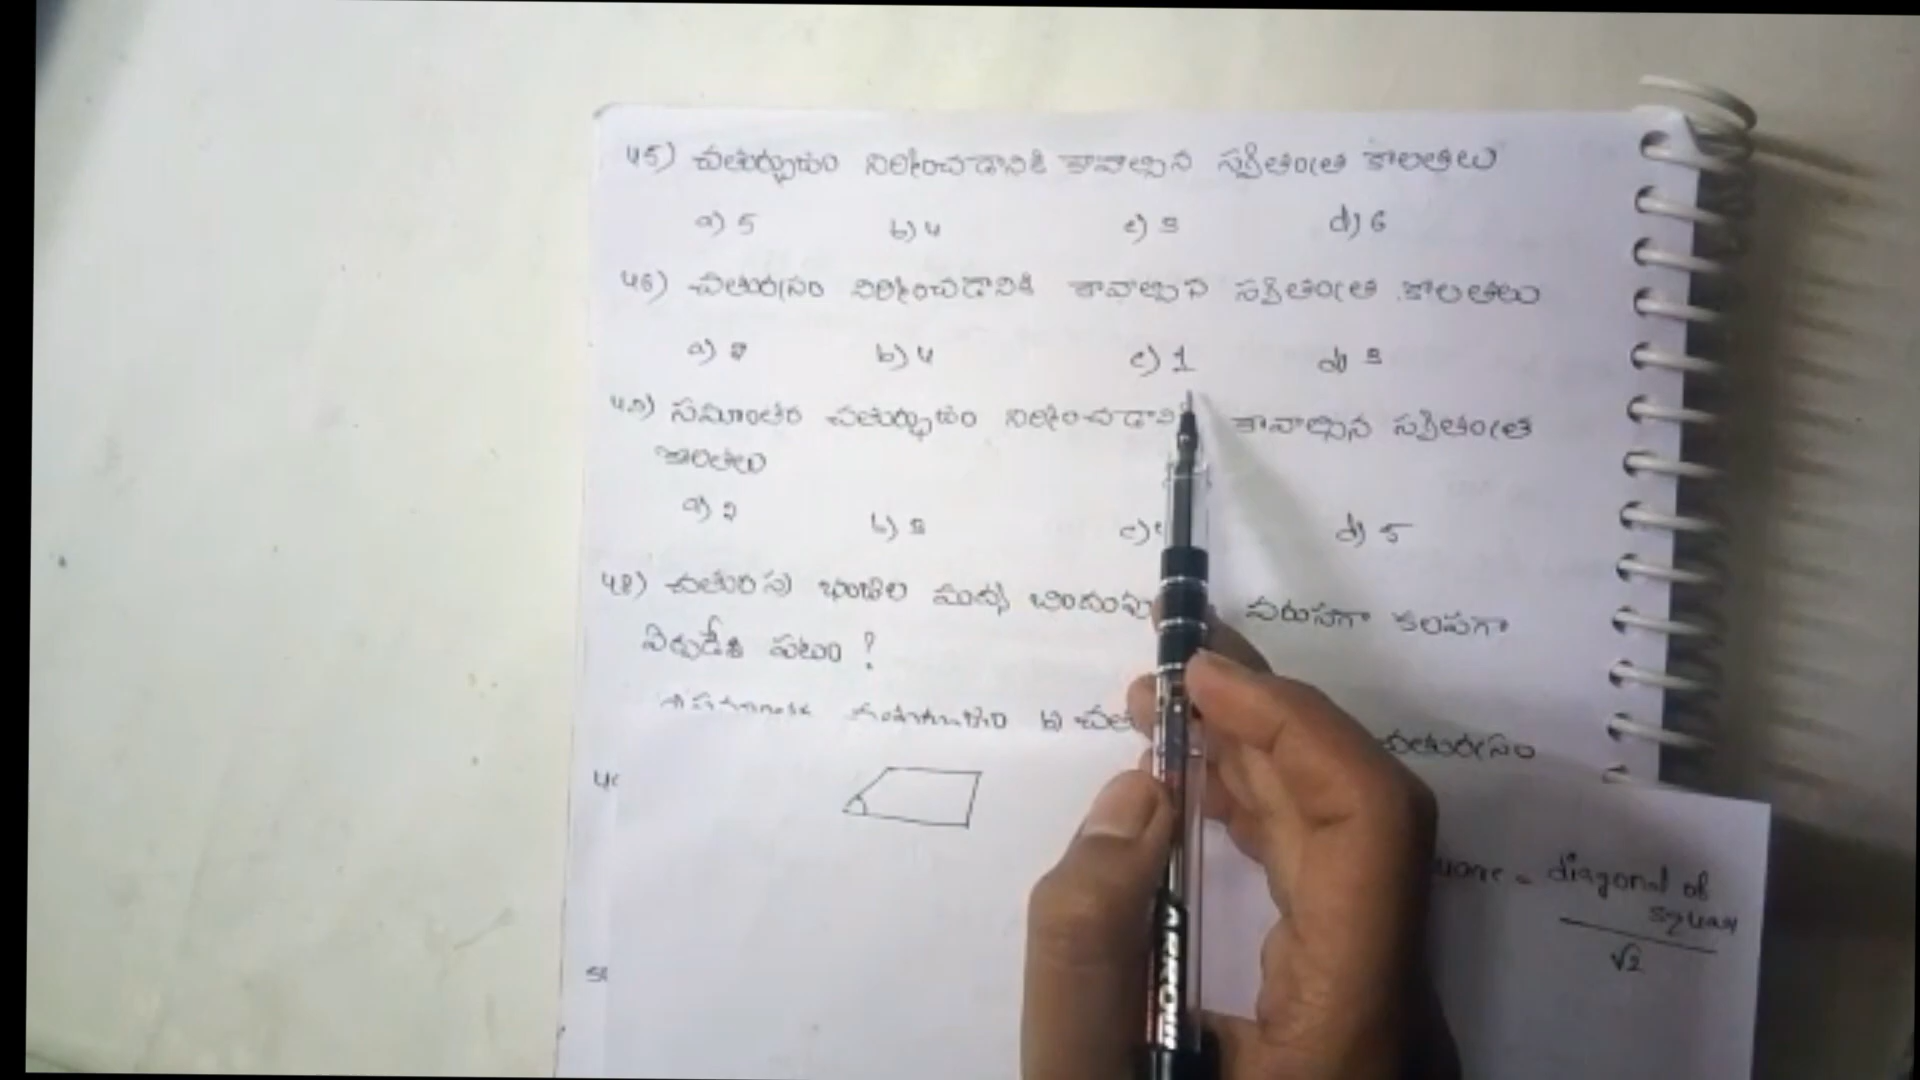 45) చతుర్భుజం నిర్మించడానికి కావాల్సిన స్వతంత్ర కొలతలు
a) 5 b) 4 c) 3 d) 6
46) చతురస్రం నిర్మించడానికి కావాల్సిన స్వతంత్ర కొలతలు
a) 2 b) 4 c) 1 d) 3
47) సమాంతర చతుర్భుజం నిర్మించడాని కావాల్సిన స్వతంత్ర
కొలతలు
a) 2 b) 3 c) d) 5
48) చతురస్ర భుజాల మధ్య బిందువు వరుసగా కలపగా
ఏర్పడేది పటం ?
b) చతు చతురస్రం
diagonal of
square
√2
ARROW